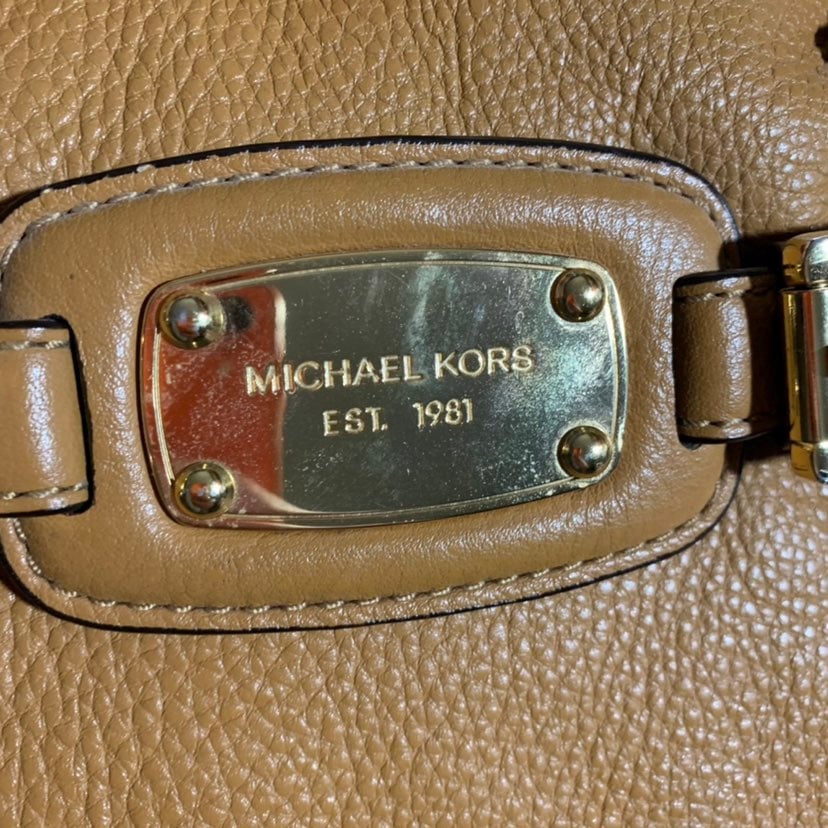 MICHAEL KORS
EST. 1981